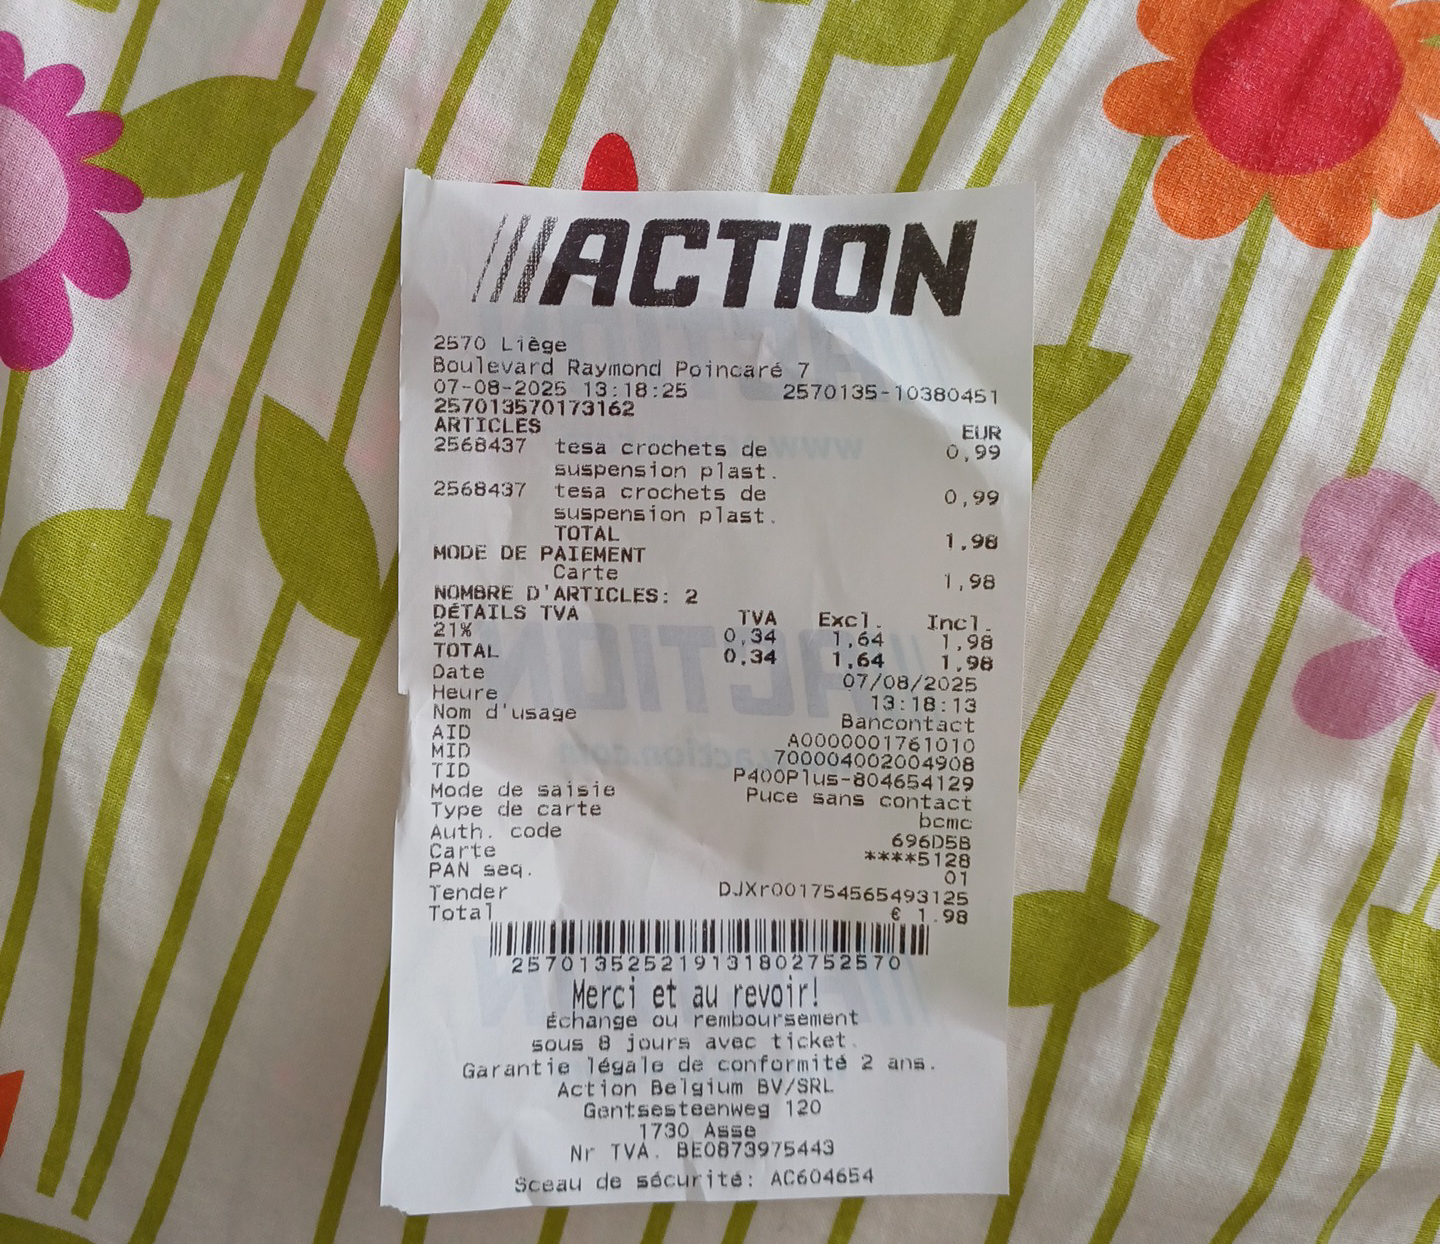 ACTION
2570 Liège
Boulevard Raymond Poincaré 7
07-08-2025 13:18:25 2570135-10380451
257013570173162
ARTICLES EUR
2568437 tesa crochets de 0,99
suspension plast.
2568437 tesa crochets de 0,99
suspension plast.
TOTAL 1,98
MODE DE PAIEMENT
Carte 1,98
NOMBRE D'ARTICLES: 2
DÉTAILS TVA TVA Excl. Incl.
21% 0,34 1,64 1,98
TOTAL 0,34 1,64 1,98
Date 07/08/2025
Heure 13:18:13
Nom d'usage Bancontact
AID A0000001761010
MID 700004002004908
TID P400Plus-804654129
Mode de saisie Puce sans contact
Type de carte bcmc
Auth. code 696D5B
Carte ****5128
PAN seq. 01
Tender DJXr001754565493125
Total € 1.98
257013525219131802752570
Merci et au revoir!
Échange ou remboursement
sous 8 jours avec ticket.
Garantie légale de conformité 2 ans.
Action Belgium BV/SRL
Gentsesteenweg 120
1730 Asse
Nr TVA. BE0873975443
Sceau de sécurité: AC604654